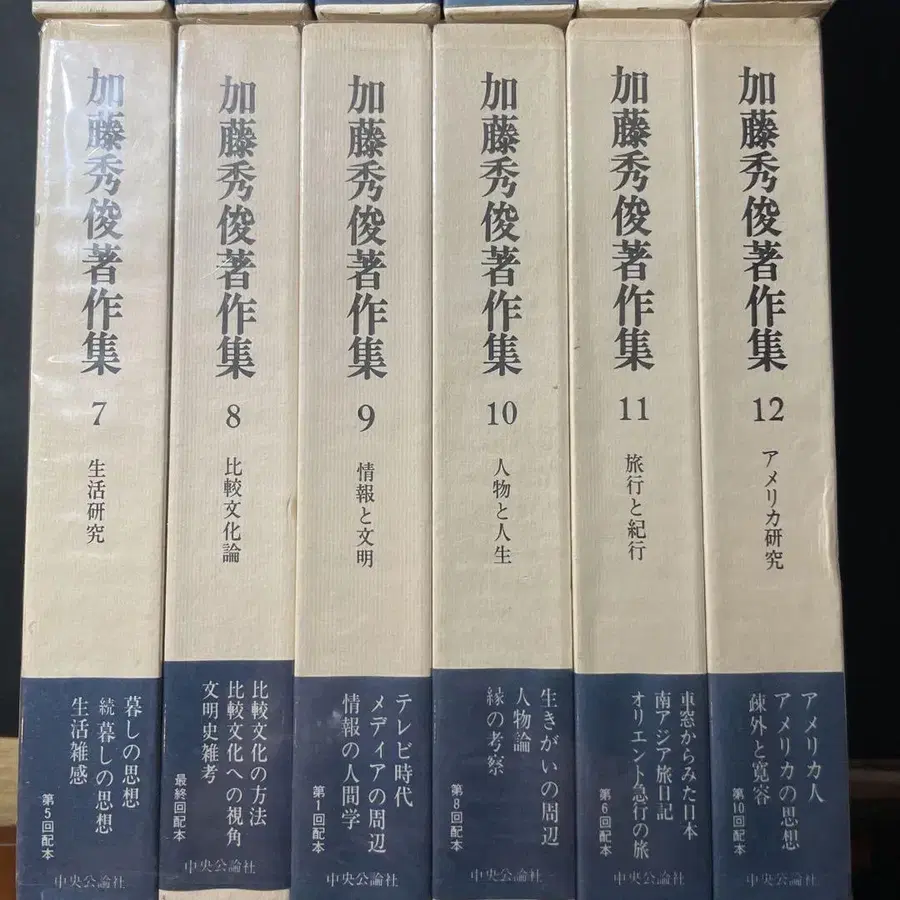 加藤秀俊著作集
7
生活研究
暮しの思想
続 暮しの思想
生活雑感
第5回配本
中央公論社
加藤秀俊著作集
8
比較文化論
比較文化の方法
比較文化への視角
文明史雑考
最終回配本
中央公論社
加藤秀俊著作集
9
情報と文明
テレビ時代
メディアの周辺
情報の人間学
第1回配本
中央公論社
加藤秀俊著作集
10
人物と人生
生きがいの周辺
人物論
縁の考察
第8回配本
中央公論社
加藤秀俊著作集
11
旅行と紀行
車窓からみた日本
南アジア旅日記
オリエント急行の旅
第6回配本
中央公論社
加藤秀俊著作集
12
アメリカ研究
アメリカ人
アメリカの思想
疎外と寛容
第10回配本
中央公論社